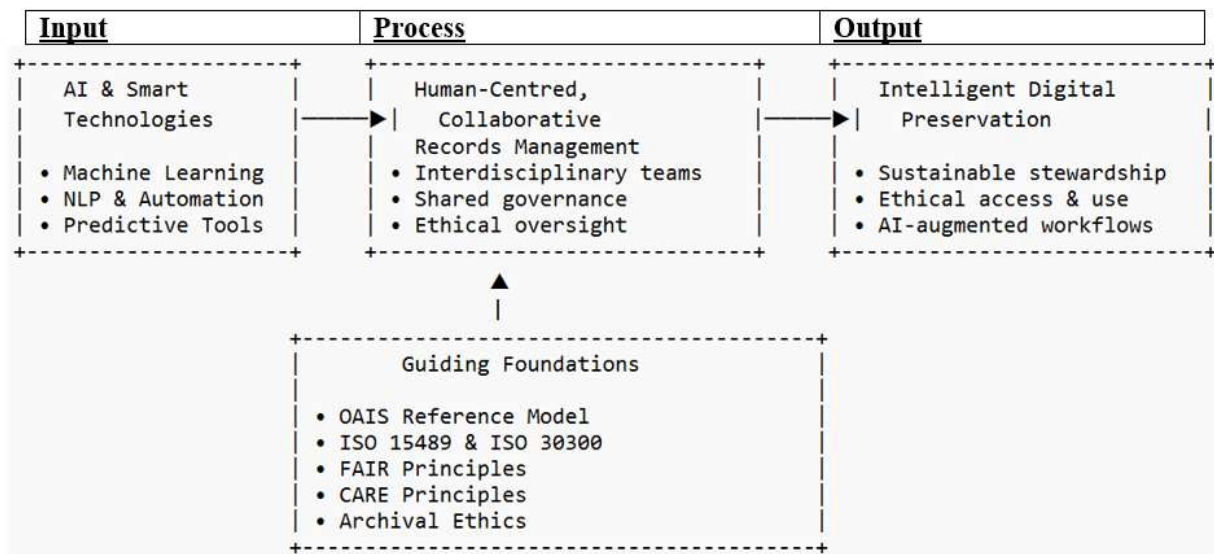 Input
Process
Output
AI & Smart
Technologies
• Machine Learning
• NLP & Automation
• Predictive Tools
Human-Centred,
Collaborative
Records Management
• Interdisciplinary teams
• Shared governance
• Ethical oversight
Intelligent Digital
Preservation
• Sustainable stewardship
• Ethical access & use
• AI-augmented workflows
Guiding Foundations
• OAIS Reference Model
• ISO 15489 & ISO 30300
• FAIR Principles
• CARE Principles
• Archival Ethics